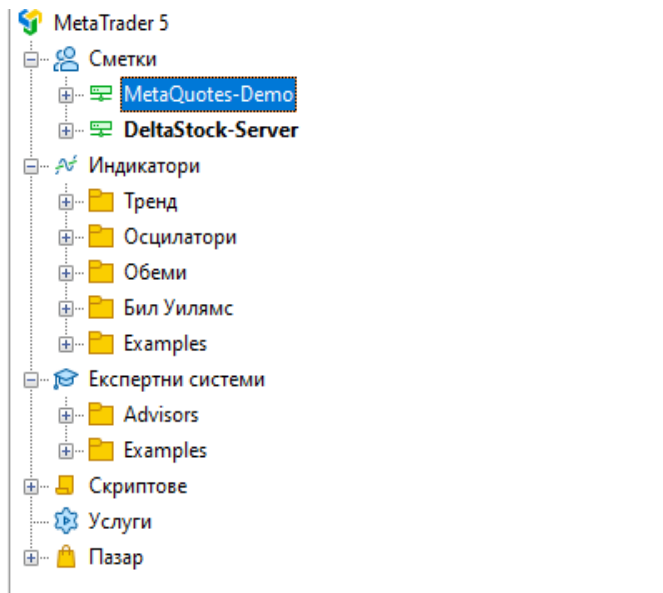 MetaTrader 5
Сметки
MetaQuotes-Demo
DeltaStock-Server
Индикатори
Тренд
Осцилатори
Обеми
Бил Уилямс
Examples
Експертни системи
Advisors
Examples
Скриптове
Услуги
Пазар